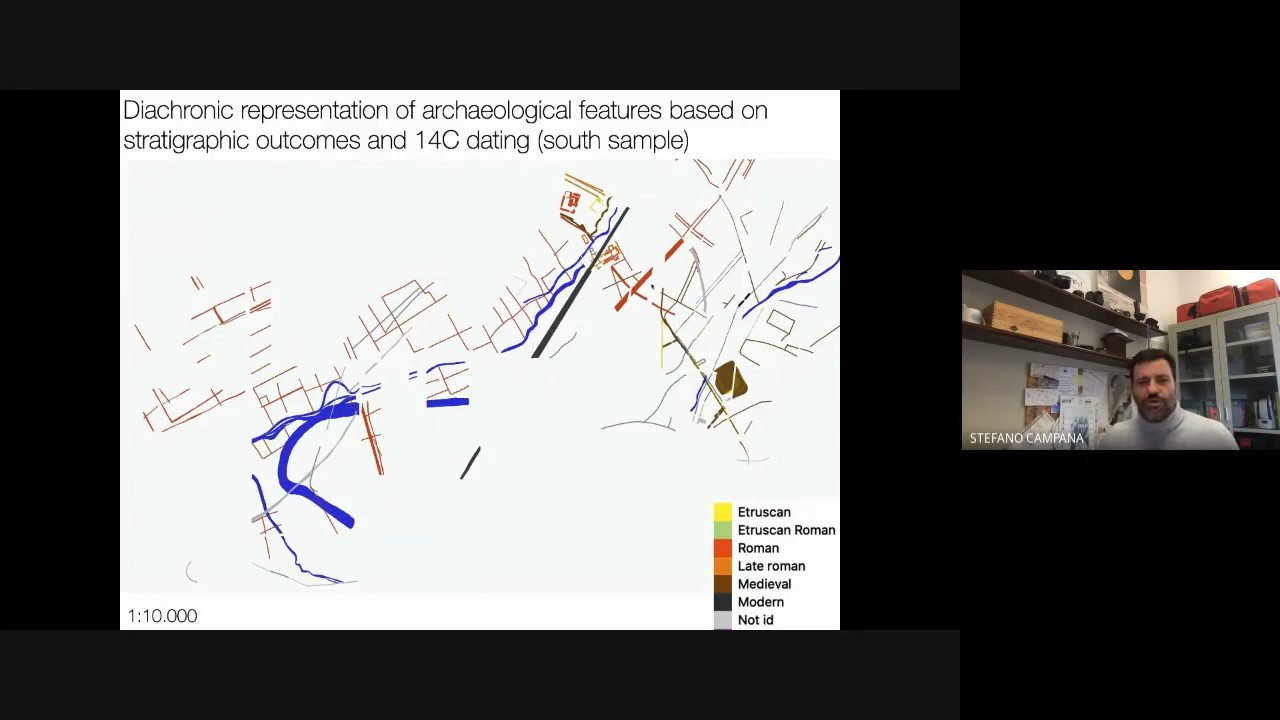 Diachronic representation of archaeological features based on
stratigraphic outcomes and 14C dating (south sample)
Etruscan
Etruscan Roman
Roman
Late roman
Medieval
Modern
Not id
1:10.000
STEFANO CAMPANA